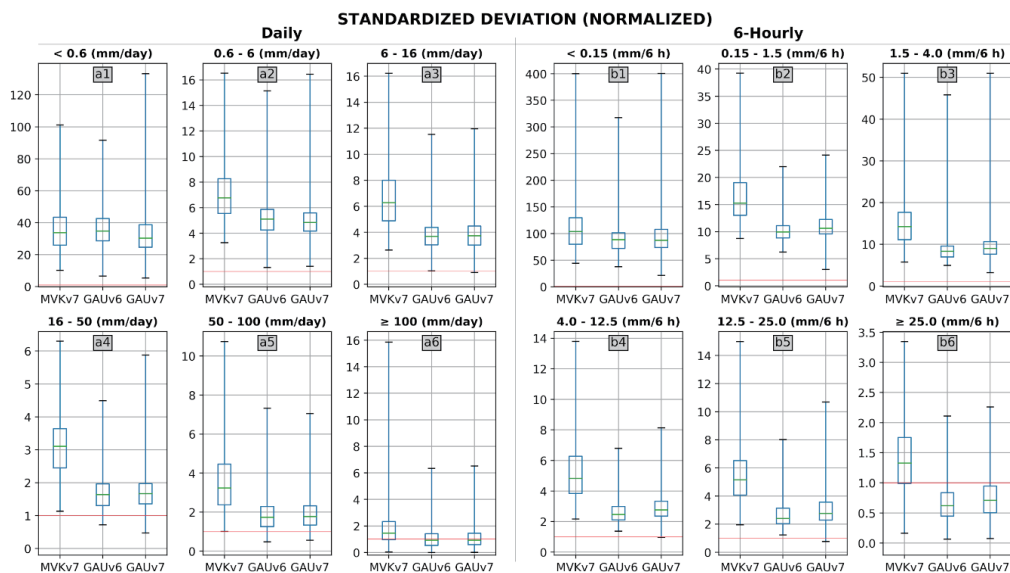 STANDARDIZED DEVIATION (NORMALIZED)
Daily 6-Hourly
< 0.6 (mm/day) 0.6 - 6 (mm/day) 6 - 16 (mm/day) < 0.15 (mm/6 h) 0.15 - 1.5 (mm/6 h) 1.5 - 4.0 (mm/6 h)
a1 a2 a3 b1 b2 b3
120 100 80 60 40 20 0
16 14 12 10 8 6 4 2 0
16 14 12 10 8 6 4 2 0
400 350 300 250 200 150 100 50 0
40 35 30 25 20 15 10 5 0
50 40 30 20 10 0
MVKv7 GAUv6 GAUv7 MVKv7 GAUv6 GAUv7 MVKv7 GAUv6 GAUv7 MVKv7 GAUv6 GAUv7 MVKv7 GAUv6 GAUv7 MVKv7 GAUv6 GAUv7
16 - 50 (mm/day) 50 - 100 (mm/day) ≥ 100 (mm/day) 4.0 - 12.5 (mm/6 h) 12.5 - 25.0 (mm/6 h) ≥ 25.0 (mm/6 h)
a4 a5 a6 b4 b5 b6
6 5 4 3 2 1 0
10 8 6 4 2 0
16 14 12 10 8 6 4 2 0
14 12 10 8 6 4 2 0
14 12 10 8 6 4 2 0
3.5 3.0 2.5 2.0 1.5 1.0 0.5 0.0
MVKv7 GAUv6 GAUv7 MVKv7 GAUv6 GAUv7 MVKv7 GAUv6 GAUv7 MVKv7 GAUv6 GAUv7 MVKv7 GAUv6 GAUv7 MVKv7 GAUv6 GAUv7